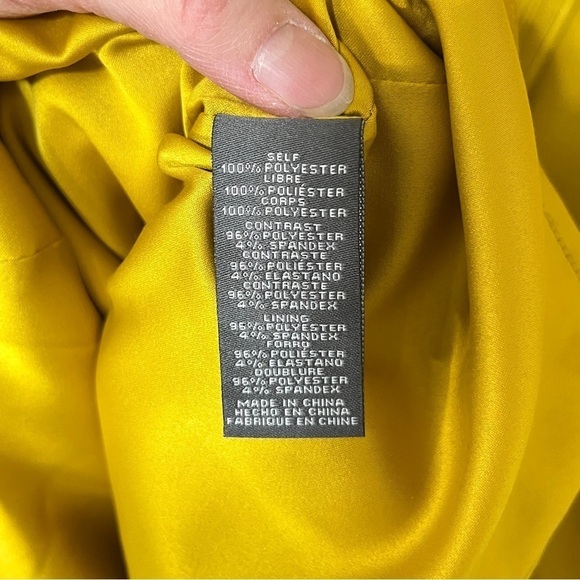 SELF
100% POLYESTER
LIBRE
100% POLIÉSTER
CORPS
100% POLYESTER
CONTRAST
96% POLYESTER
4% SPANDEX
CONTRASTE
96% POLIÉSTER
4% ELASTANO
CONTRASTE
96% POLYESTER
4% SPANDEX
LINING
96% POLYESTER
4% SPANDEX
FORRO
96% POLIÉSTER
4% ELASTANO
DOUBLURE
96% POLYESTER
4% SPANDEX
MADE IN CHINA
HECHO EN CHINA
FABRIQUE EN CHINE